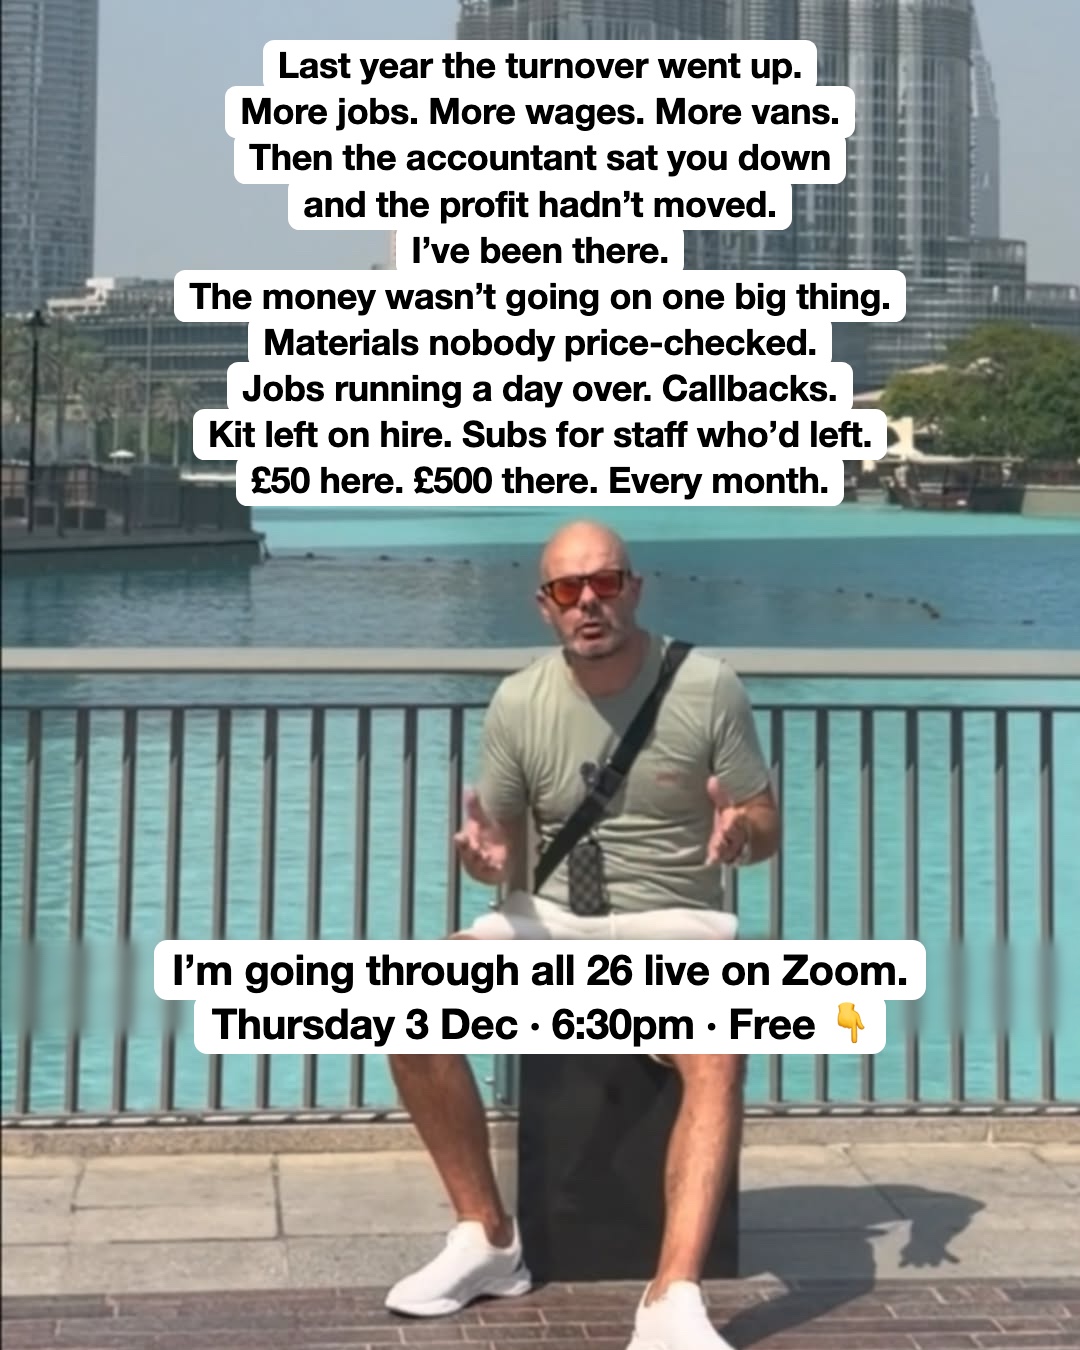 Last year the turnover went up.
More jobs. More wages. More vans.
Then the accountant sat you down
and the profit hadn’t moved.
I’ve been there.
The money wasn’t going on one big thing.
Materials nobody price-checked.
Jobs running a day over. Callbacks.
Kit left on hire. Subs for staff who’d left.
£50 here. £500 there. Every month.
I’m going through all 26 live on Zoom.
Thursday 3 Dec · 6:30pm · Free 👇